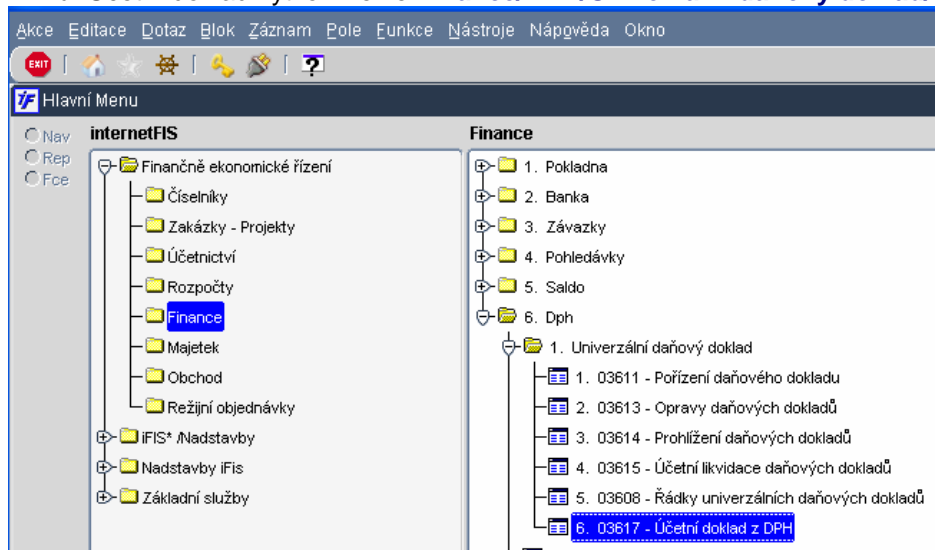 Akce Editace Dotaz Blok Záznam Pole Funkce Nástroje Nápověda Okno
EXIT
iF Hlavní Menu
Nav
Rep
Fce
internetFIS
Finančně ekonomické řízení
Číselníky
Zakázky - Projekty
Účetnictví
Rozpočty
Finance
Majetek
Obchod
Režijní objednávky
iFIS* /Nadstavby
Nadstavby iFis
Základní služby
Finance
1. Pokladna
2. Banka
3. Závazky
4. Pohledávky
5. Saldo
6. Dph
1. Univerzální daňový doklad
1. 03611 - Pořízení daňového dokladu
2. 03613 - Opravy daňových dokladů
3. 03614 - Prohlížení daňových dokladů
4. 03615 - Účetní likvidace daňových dokladů
5. 03608 - Řádky univerzálních daňových dokladů
6. 03617 - Účetní doklad z DPH